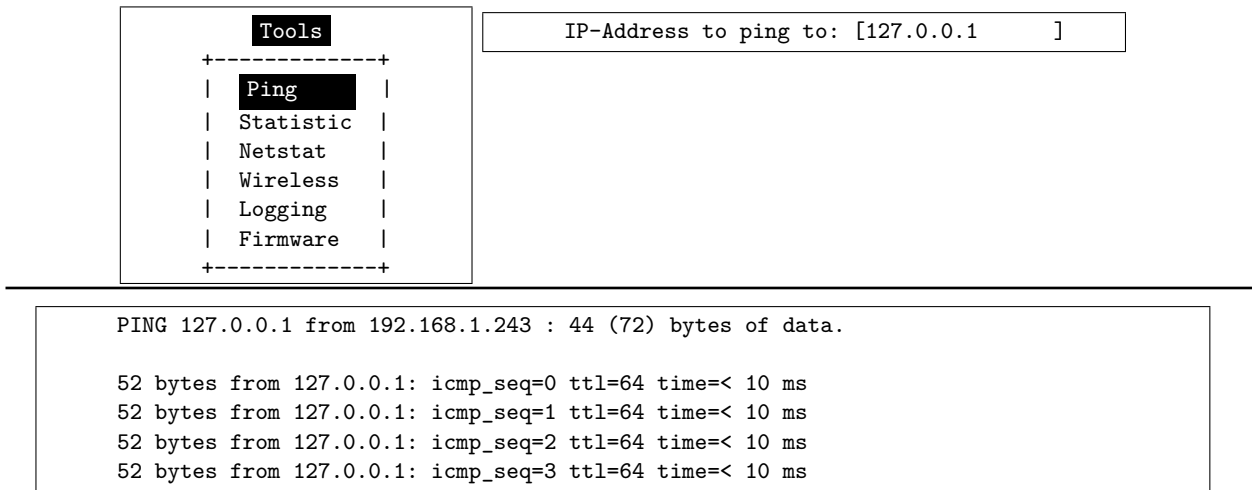 Tools
+-------------+
| Ping |
| Statistic |
| Netstat |
| Wireless |
| Logging |
| Firmware |
+-------------+
IP-Address to ping to: [127.0.0.1 ]
PING 127.0.0.1 from 192.168.1.243 : 44 (72) bytes of data.
52 bytes from 127.0.0.1: icmp_seq=0 ttl=64 time=< 10 ms
52 bytes from 127.0.0.1: icmp_seq=1 ttl=64 time=< 10 ms
52 bytes from 127.0.0.1: icmp_seq=2 ttl=64 time=< 10 ms
52 bytes from 127.0.0.1: icmp_seq=3 ttl=64 time=< 10 ms